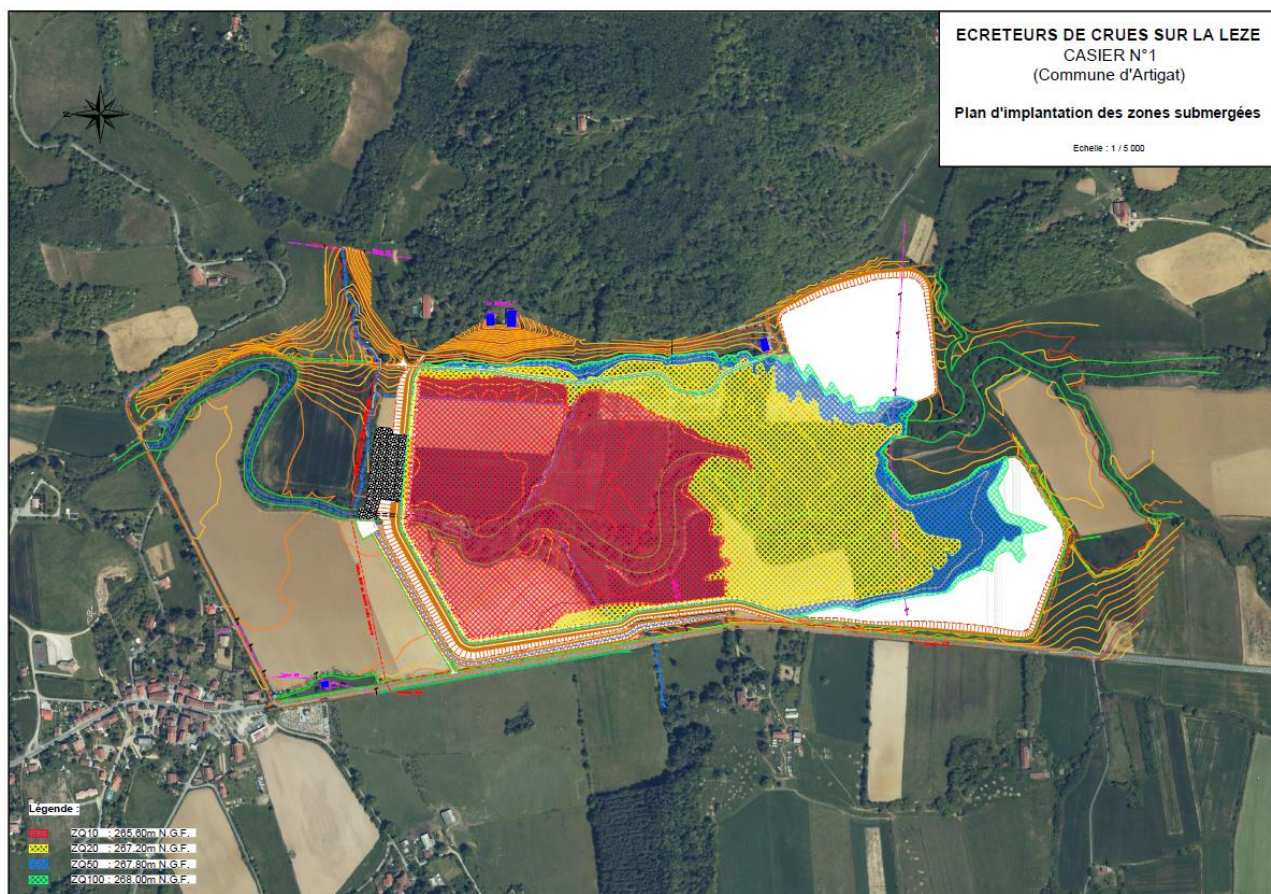 ECRETEURS DE CRUES SUR LA LEZE
CASIER N°1
(Commune d'Artigat)
Plan d'implantation des zones submergées
Echelle : 1 / 5 000
Légende :
ZQ10 : 265.60m N.G.F.
ZQ20 : 267.20m N.G.F.
ZQ50 : 267.80m N.G.F.
ZQ100 : 268.00m N.G.F.